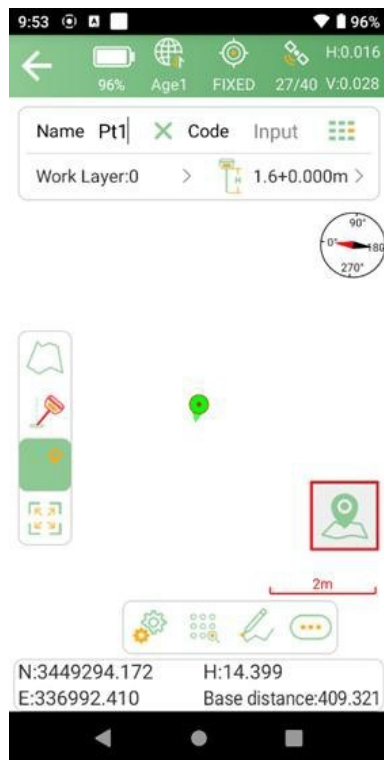 9:53 A 96%
H:0.016
96% Age1 FIXED 27/40 V:0.028
Name Pt1 Code Input
Work Layer:0 > H 1.6+0.000m >
90°
0° 180
270°
2m
N:3449294.172 H:14.399
E:336992.410 Base distance:409.321